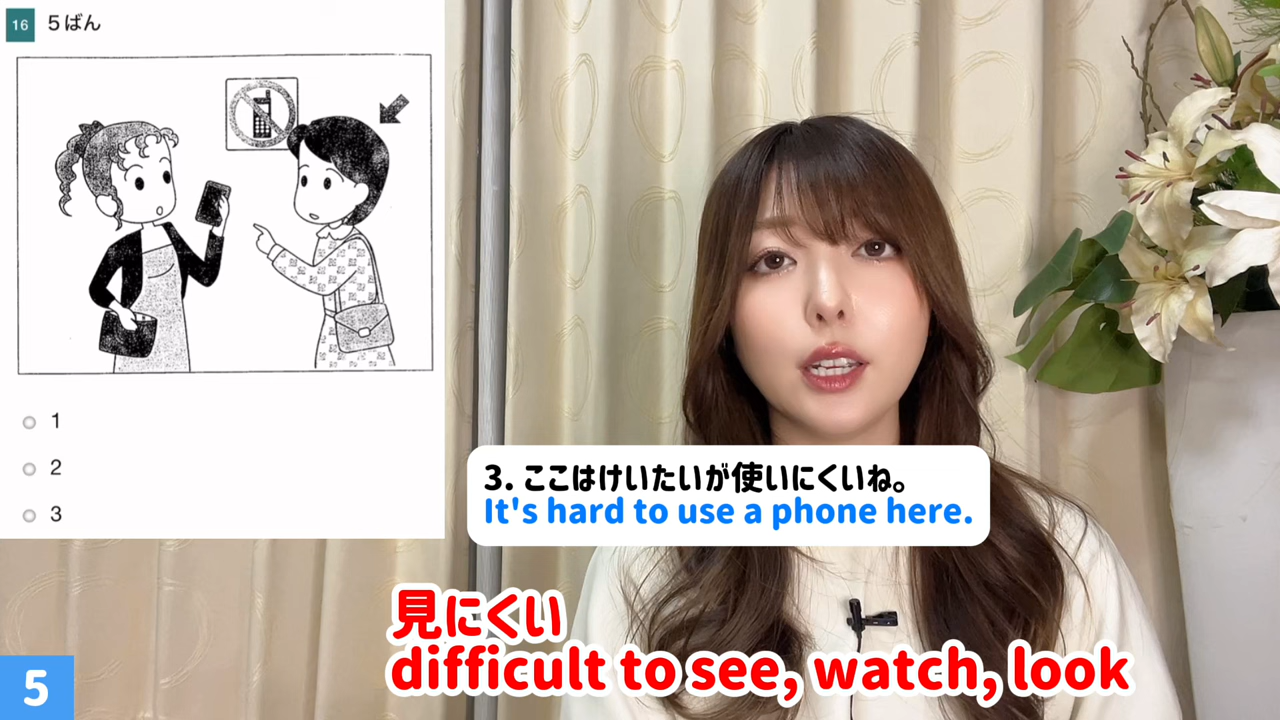 16 5ばん
1
2
3
3. ここはけいたいが使いにくいね。
It's hard to use a phone here.
見にくい
difficult to see, watch, look
5